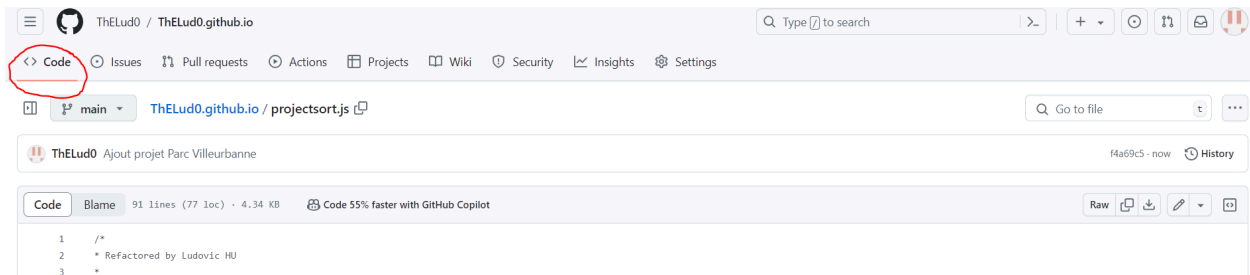 ThELud0 / ThELud0.github.io Type / to search
<> Code Issues Pull requests Actions Projects Wiki Security Insights Settings
main ThELud0.github.io / projectsort.js Go to file t
ThELud0 Ajout projet Parc Villeurbanne f4a69c5 · now History
Code Blame 91 lines (77 loc) · 4.34 KB Code 55% faster with GitHub Copilot Raw
1 /*
2 * Refactored by Ludovic HU
3 *